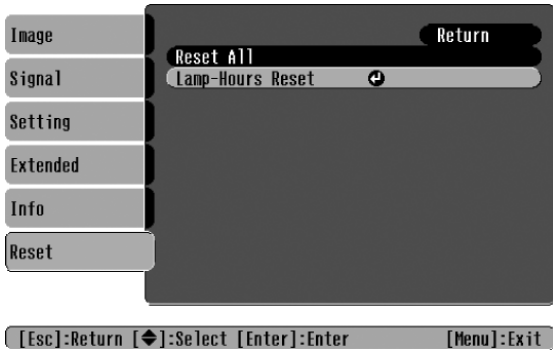 Image
Signal
Setting
Extended
Info
Reset
Return
Reset All
Lamp-Hours Reset
[Esc]:Return [◆]:Select [Enter]:Enter [Menu]:Exit